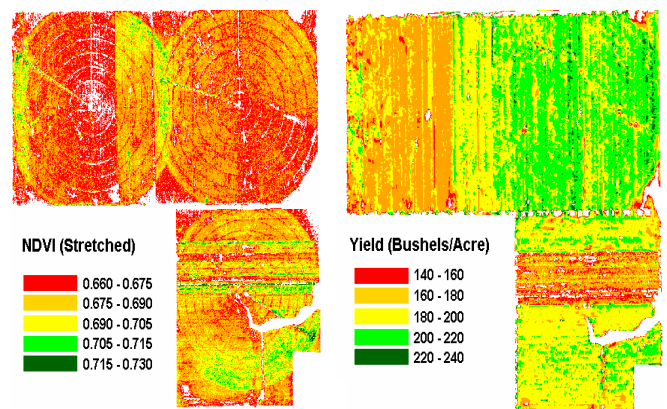 NDVI (Stretched)
0.660 - 0.675
0.675 - 0.690
0.690 - 0.705
0.705 - 0.715
0.715 - 0.730
Yield (Bushels/Acre)
140 - 160
160 - 180
180 - 200
200 - 220
220 - 240